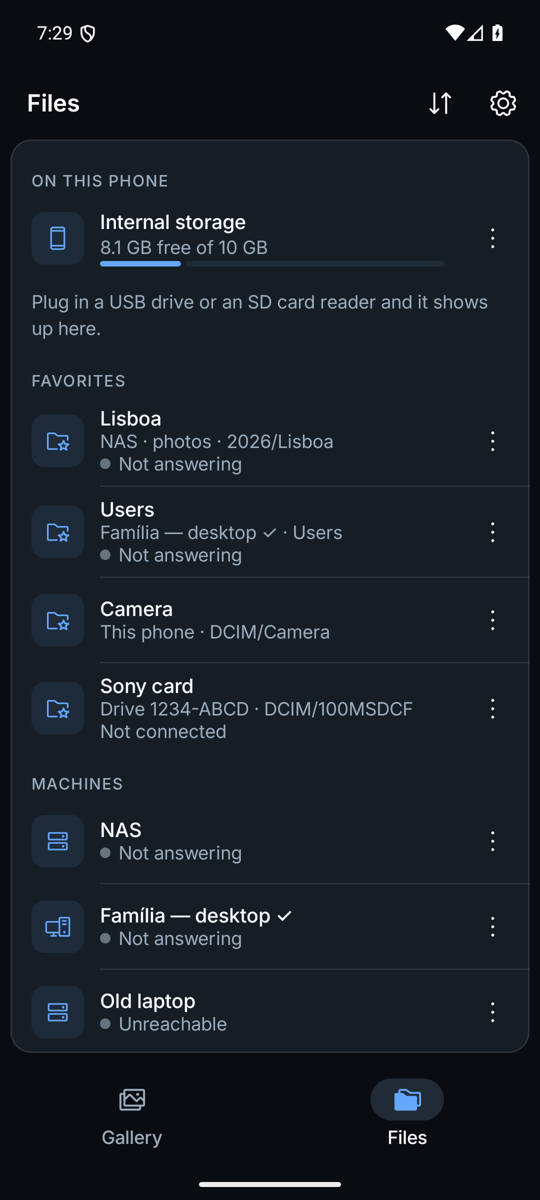 7:29
Files
ON THIS PHONE
Internal storage
8.1 GB free of 10 GB
Plug in a USB drive or an SD card reader and it shows
up here.
FAVORITES
Lisboa
NAS · photos · 2026/Lisboa
Not answering
Users
Família — desktop ✓ · Users
Not answering
Camera
This phone · DCIM/Camera
Sony card
Drive 1234-ABCD · DCIM/100MSDCF
Not connected
MACHINES
NAS
Not answering
Família — desktop ✓
Not answering
Old laptop
Unreachable
Gallery
Files